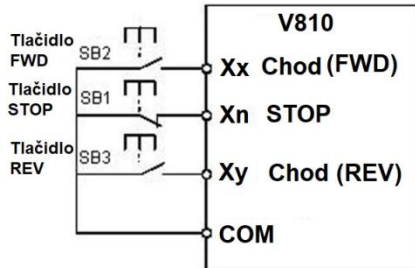 V810
Tlačidlo
FWD
SB2
Xx Chod (FWD)
Tlačidlo
STOP
SB1
Xn STOP
Tlačidlo
REV
SB3
Xy Chod (REV)
COM